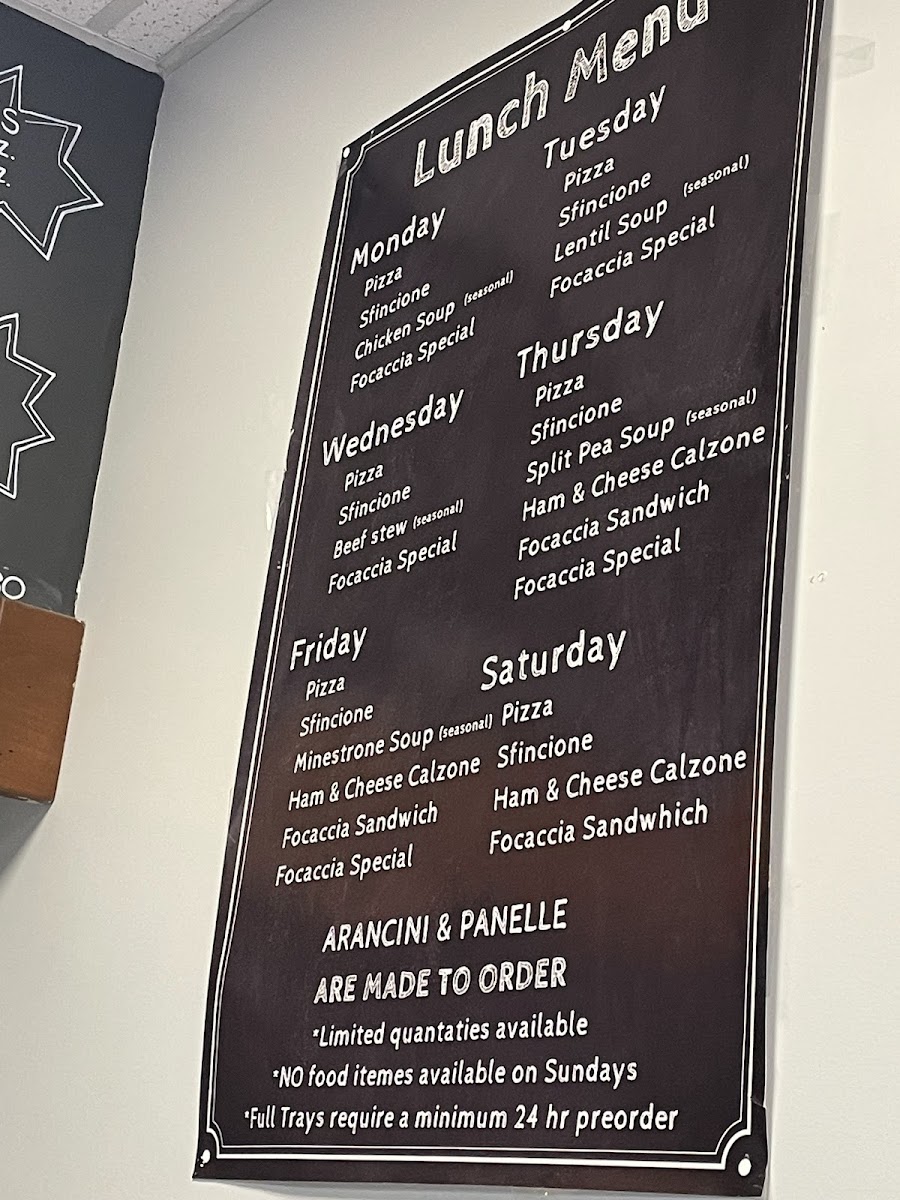 Lunch Menu
Monday
Pizza
Sfincione
Chicken Soup (seasonal)
Focaccia Special
Tuesday
Pizza
Sfincione
Lentil Soup (seasonal)
Focaccia Special
Wednesday
Pizza
Sfincione
Beef stew (seasonal)
Focaccia Special
Thursday
Pizza
Sfincione
Split Pea Soup (seasonal)
Ham & Cheese Calzone
Focaccia Sandwich
Focaccia Special
Friday
Pizza
Sfincione
Minestrone Soup (seasonal)
Ham & Cheese Calzone
Focaccia Sandwich
Focaccia Special
Saturday
Pizza
Sfincione
Ham & Cheese Calzone
Focaccia Sandwhich
ARANCINI & PANELLE
ARE MADE TO ORDER
*Limited quantaties available
*NO food itemes available on Sundays
*Full Trays require a minimum 24 hr preorder